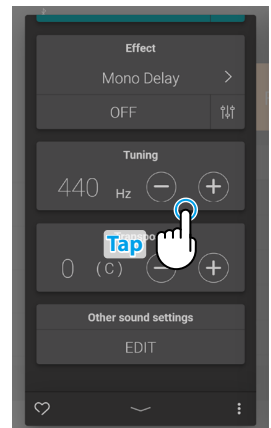 Effect
Mono Delay >
OFF
Tuning
440 Hz − +
Tap
0 (C) − +
Other sound settings
EDIT